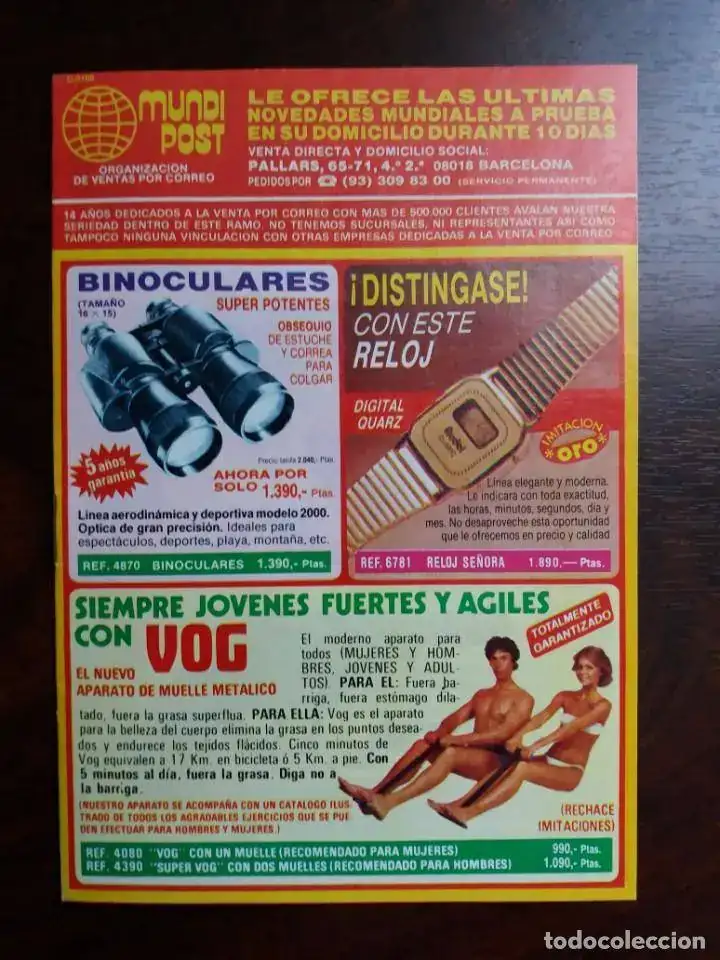 MUNDI
POST
ORGANIZACION
DE VENTAS POR CORREO
LE OFRECE LAS ULTIMAS
NOVEDADES MUNDIALES A PRUEBA
EN SU DOMICILIO DURANTE 10 DIAS
VENTA DIRECTA Y DOMICILIO SOCIAL:
PALLARS, 65-71, 4.º 2.ª 08018 BARCELONA
PEDIDOS POR ☎ (93) 309 83 00 (SERVICIO PERMANENTE)
14 AÑOS DEDICADOS A LA VENTA POR CORREO CON MAS DE 500.000 CLIENTES AVALAN NUESTRA
SERIEDAD DENTRO DE ESTE RAMO. NO TENEMOS SUCURSALES, NI REPRESENTANTES ASI COMO
TAMPOCO NINGUNA VINCULACION CON OTRAS EMPRESAS DEDICADAS A LA VENTA POR CORREO
BINOCULARES
(TAMAÑO
16 × 15)
SUPER POTENTES
OBSEQUIO
DE ESTUCHE
Y CORREA
PARA
COLGAR
5 años
garantía
Precio tarifa 2.040,- Ptas.
AHORA POR
SOLO 1.390,- Ptas.
Línea aerodinámica y deportiva modelo 2000.
Optica de gran precisión. Ideales para
espectáculos, deportes, playa, montaña, etc.
REF. 4870 BINOCULARES 1.390,- Ptas.
¡DISTINGASE!
CON ESTE
RELOJ
DIGITAL
QUARZ
IMITACION
oro
Línea elegante y moderna.
Le indicará con toda exactitud,
las horas, minutos, segundos, día y
mes. No desaproveche esta oportunidad
que le ofrecemos en precio y calidad
REF. 6781 RELOJ SEÑORA 1.890,— Ptas.
SIEMPRE JOVENES FUERTES Y AGILES
CON VOG
EL NUEVO
APARATO DE MUELLE METALICO
TOTALMENTE
GARANTIZADO
El moderno aparato para
todos (MUJERES Y HOM-
BRES, JOVENES Y ADUL-
TOS). PARA EL: Fuera ba-
rriga, fuera estómago dila-
tado, fuera la grasa superflua. PARA ELLA: Vog es el aparato
para la belleza del cuerpo elimina la grasa en los puntos desea-
dos y endurece los tejidos flácidos. Cinco minutos de
Vog equivalen a 17 Km. en bicicleta ó 5 Km. a pie. Con
5 minutos al día, fuera la grasa. Diga no a
la barriga.
(NUESTRO APARATO SE ACOMPAÑA CON UN CATALOGO ILUS
TRADO DE TODOS LOS AGRADABLES EJERCICIOS QUE SE PUE
DEN EFECTUAR PARA HOMBRES Y MUJERES.)
(RECHACE
IMITACIONES)
REF. 4080 "VOG" CON UN MUELLE (RECOMENDADO PARA MUJERES) 990,- Ptas.
REF. 4390 "SUPER VOG" CON DOS MUELLES (RECOMENDADO PARA HOMBRES) 1.090,- Ptas.
todocoleccion
todocoleccion.net